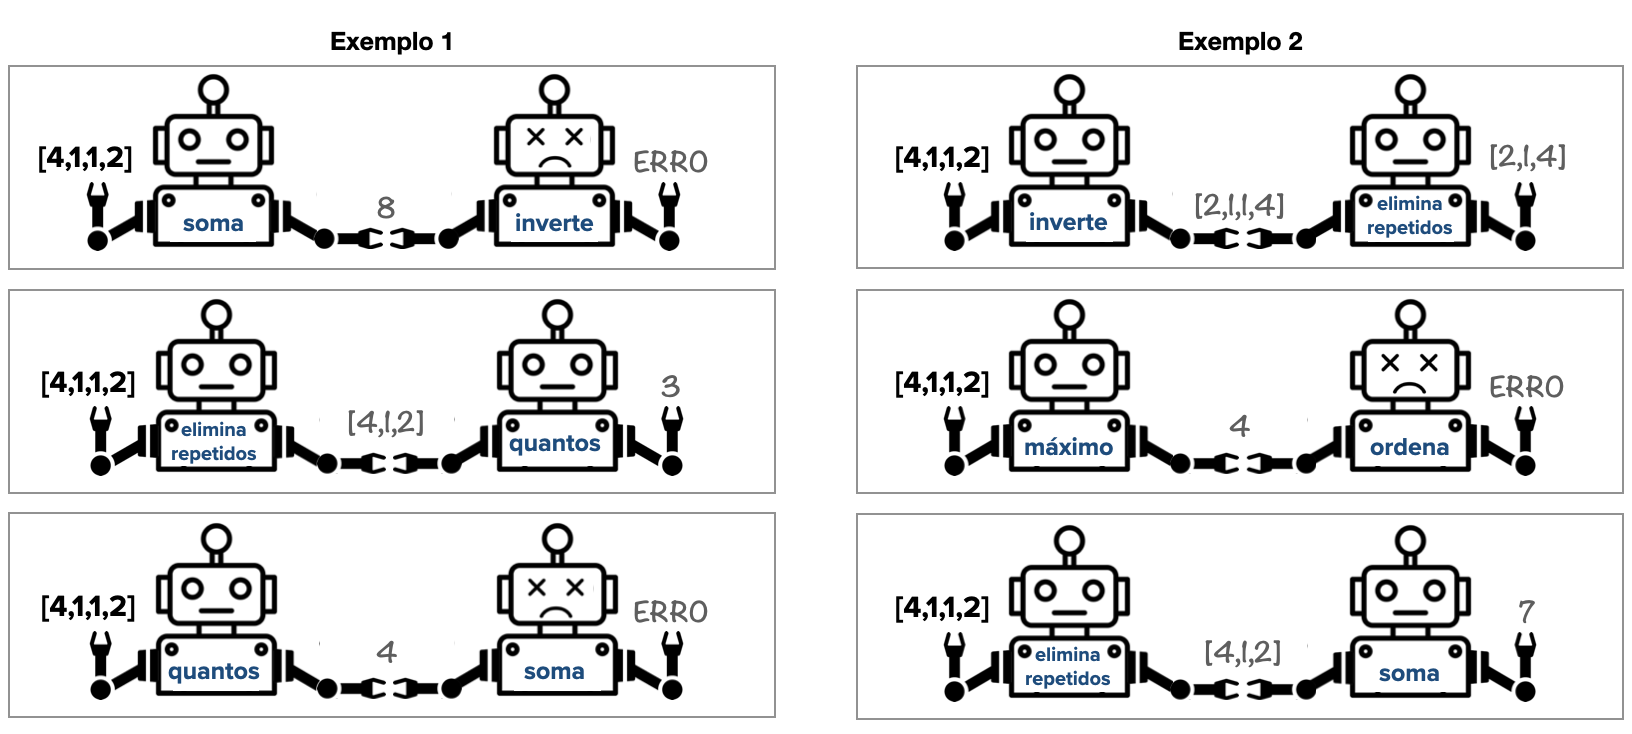 Exemplo 1
[4,1,1,2]
soma
8
inverte
ERRO
[4,1,1,2]
elimina
repetidos
[4,1,2]
quantos
3
[4,1,1,2]
quantos
4
soma
ERRO
Exemplo 2
[4,1,1,2]
inverte
[2,1,1,4]
elimina
repetidos
[2,1,4]
[4,1,1,2]
máximo
4
ordena
ERRO
[4,1,1,2]
elimina
repetidos
[4,1,2]
soma
7